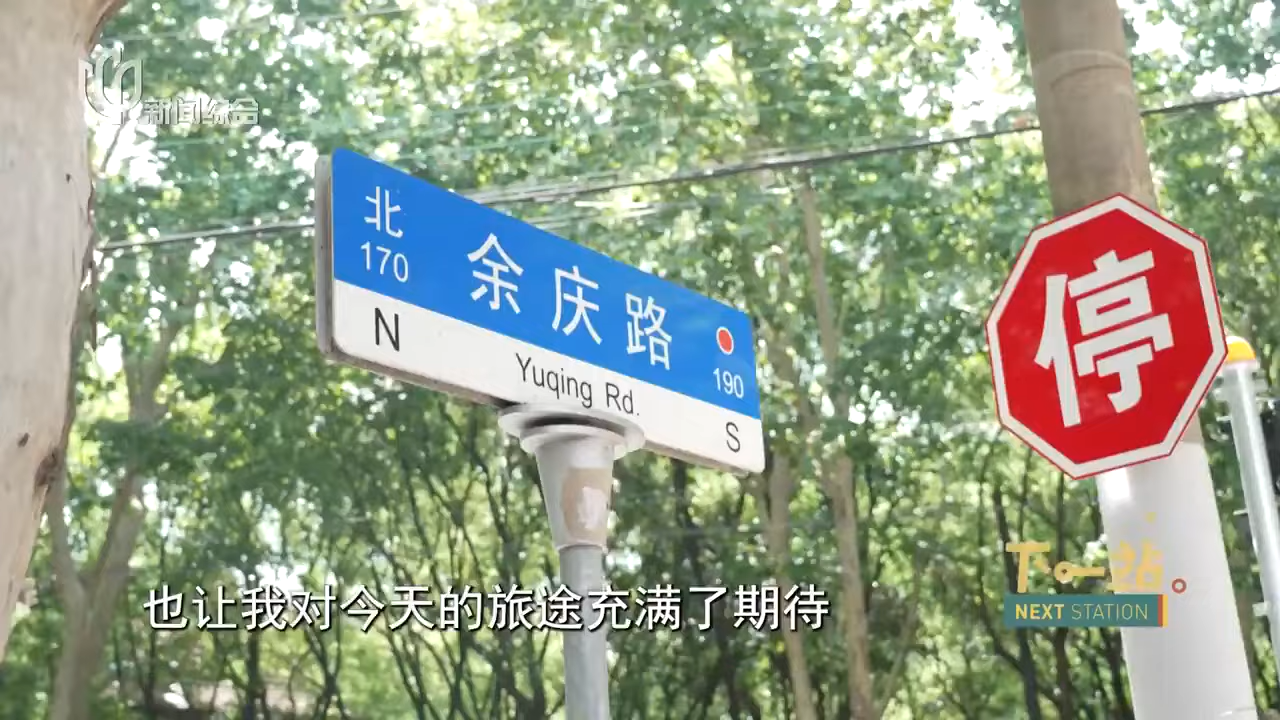 新闻综合
北
170
余庆路
190
N
Yuqing Rd.
S
停
下一站
NEXT STATION
也让我对今天的旅途充满了期待